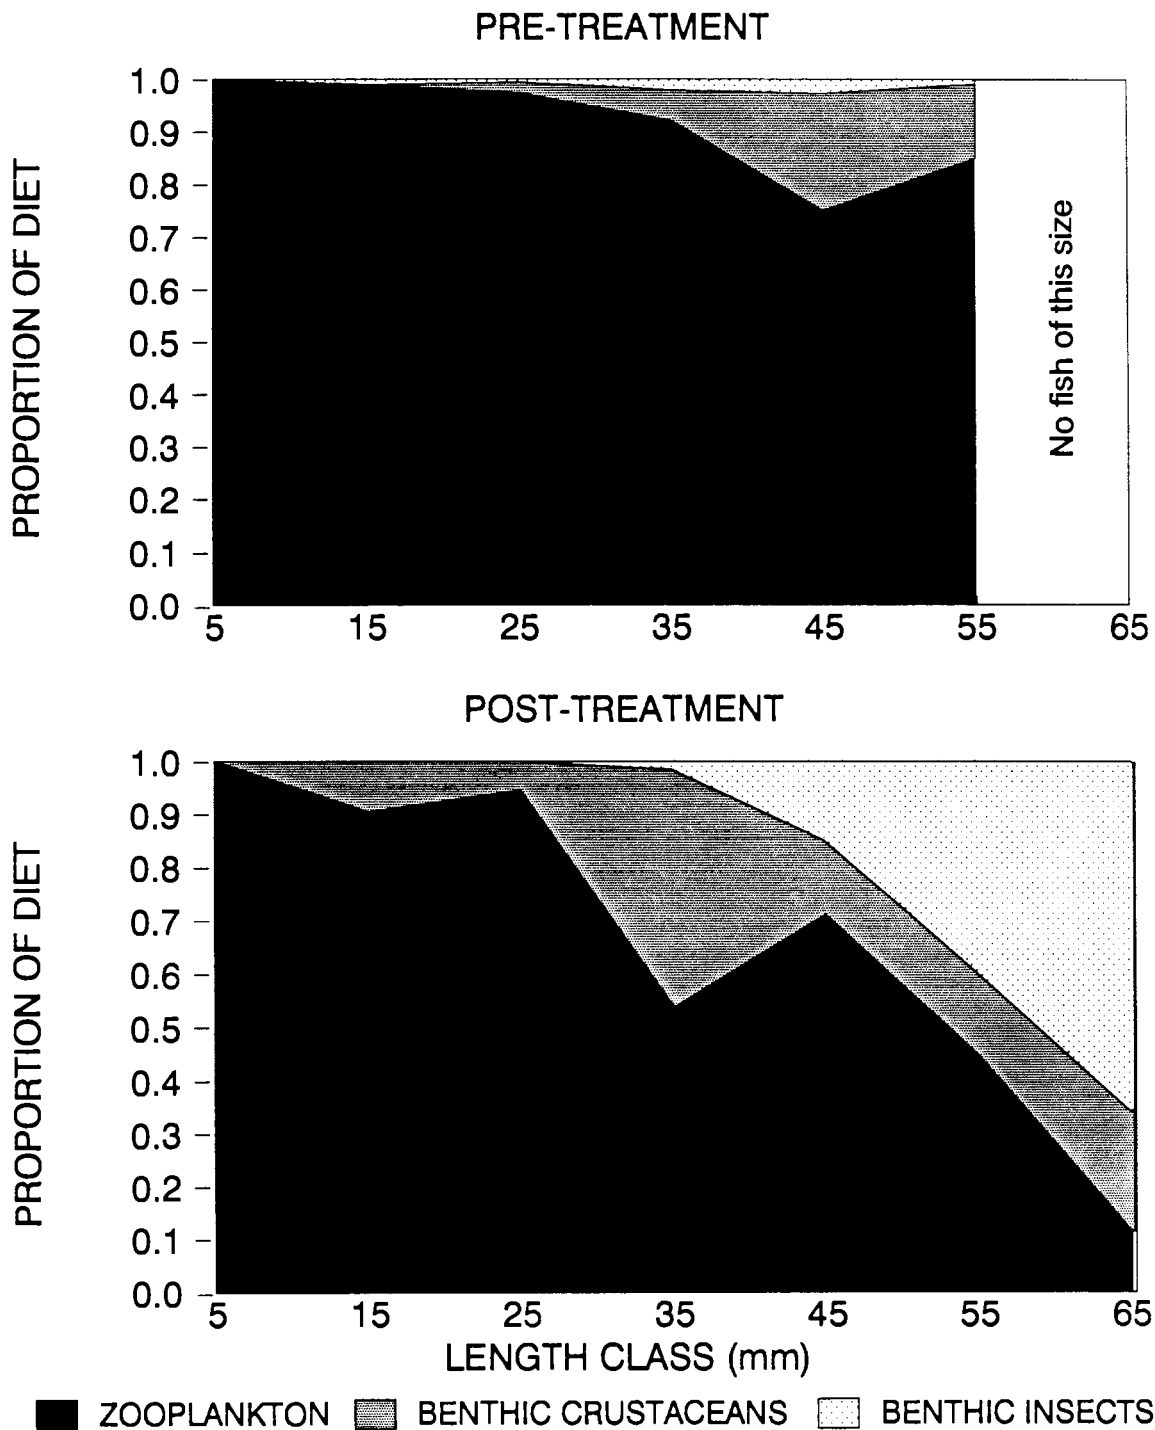 PRE-TREATMENT
PROPORTION OF DIET
1.0
0.9
0.8
0.7
0.6
0.5
0.4
0.3
0.2
0.1
0.0
No fish of this size
5 15 25 35 45 55 65
POST-TREATMENT
PROPORTION OF DIET
1.0
0.9
0.8
0.7
0.6
0.5
0.4
0.3
0.2
0.1
0.0
5 15 25 35 45 55 65
LENGTH CLASS (mm)
ZOOPLANKTON BENTHIC CRUSTACEANS BENTHIC INSECTS